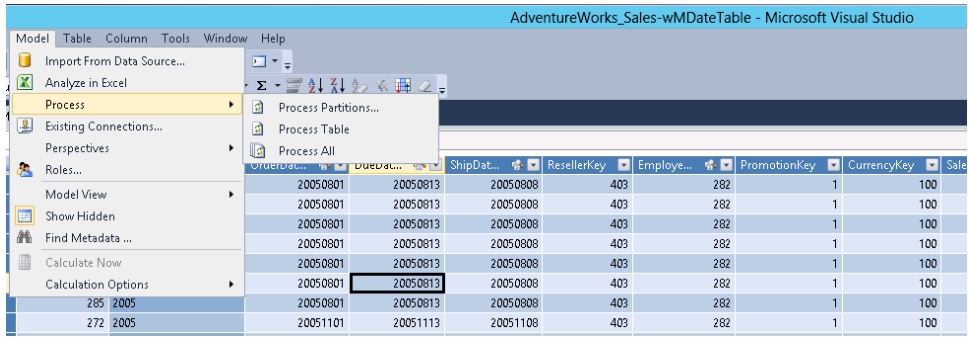 AdventureWorks_Sales-wMDateTable - Microsoft Visual Studio
Model Table Column Tools Window Help
Import From Data Source...
Analyze in Excel
Process
Process Partitions...
Existing Connections...
Process Table
Perspectives
Process All
Roles...
OrderDat... DueDat... ShipDat... ResellerKey Employe... PromotionKey CurrencyKey Sale
20050801 20050813 20050808 403 282 1 100
Model View
20050801 20050813 20050808 403 282 1 100
Show Hidden
20050801 20050813 20050808 403 282 1 100
Find Metadata ...
20050801 20050813 20050808 403 282 1 100
Calculate Now
20050801 20050813 20050808 403 282 1 100
Calculation Options
20050801 20050813 20050808 403 282 1 100
285 2005 20050801 20050813 20050808 403 282 1 100
272 2005 20051101 20051113 20051108 403 282 1 100